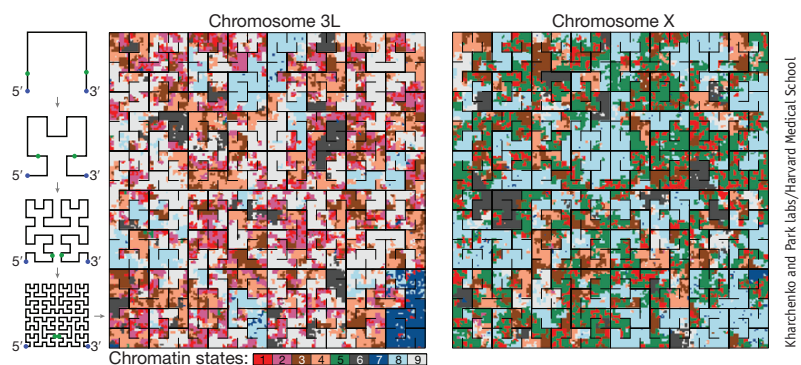 Chromosome 3L
Chromosome X
5′ 3′
5′ 3′
5′ 3′
5′ 3′
Chromatin states: 1 2 3 4 5 6 7 8 9
Kharchenko and Park labs/Harvard Medical School